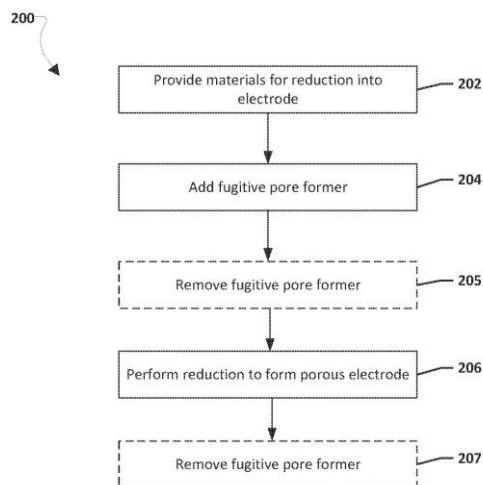 200
Provide materials for reduction into
electrode
202
Add fugitive pore former
204
Remove fugitive pore former
205
Perform reduction to form porous electrode
206
Remove fugitive pore former
207